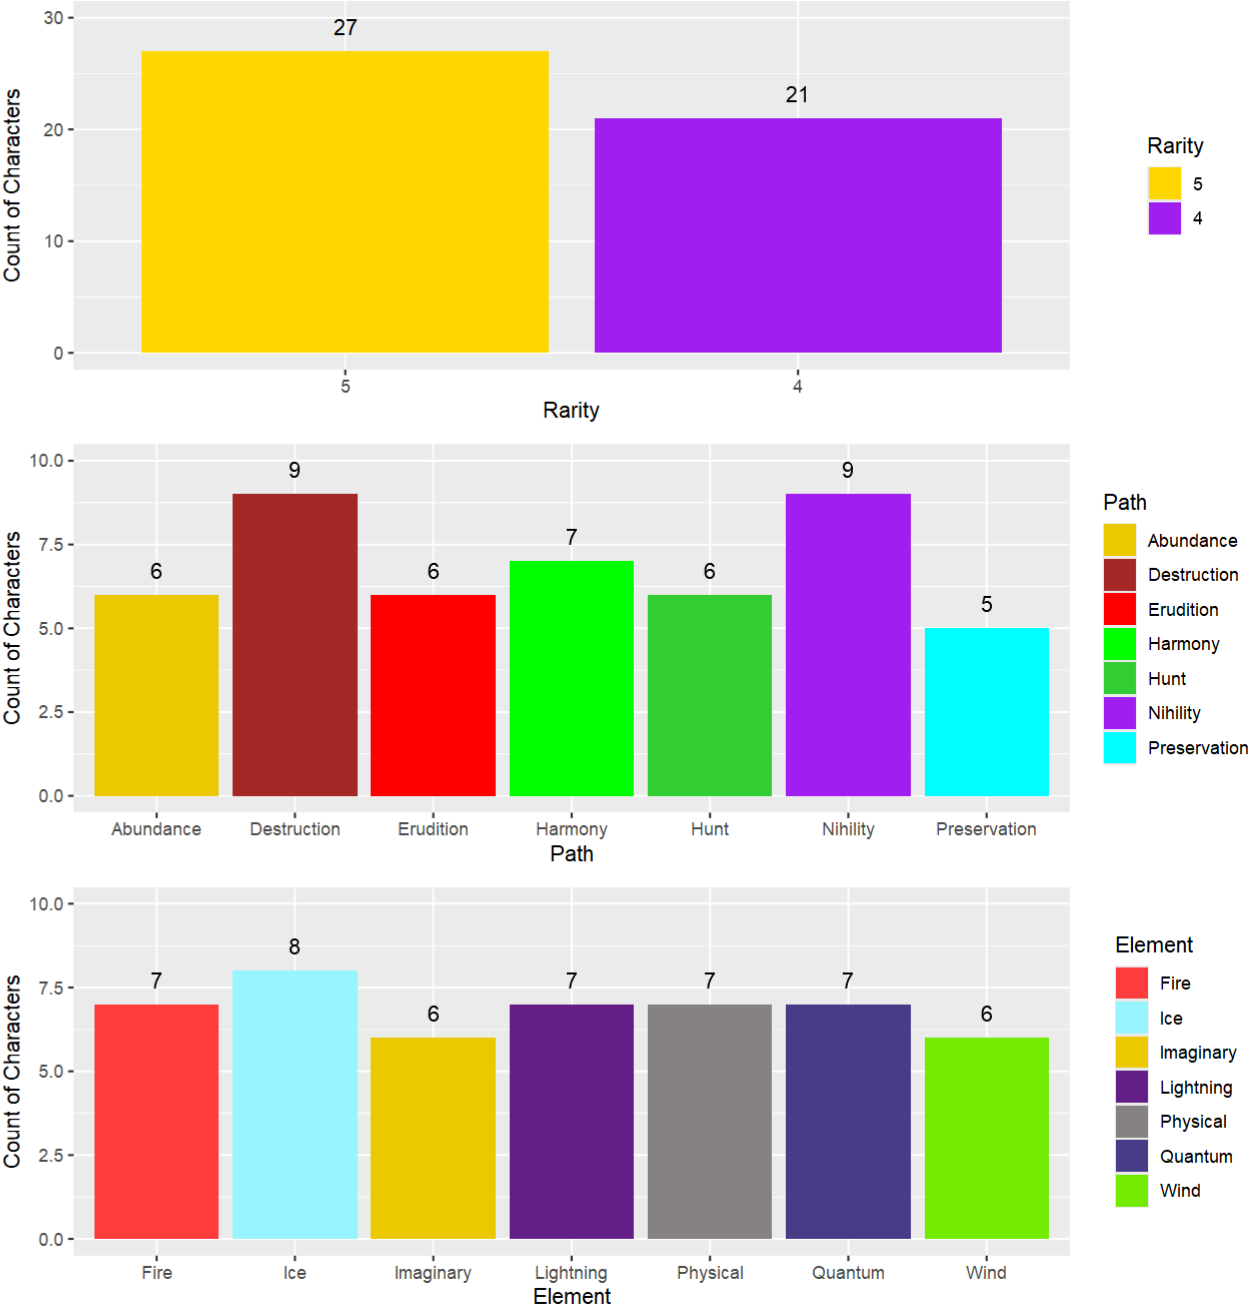 30
27
21
20
10
0
Count of Characters
5
4
Rarity
Rarity
5
4
10.0
9
9
7.5
7
6
6
6
5.0
5
2.5
0.0
Count of Characters
Abundance Destruction Erudition Harmony Hunt Nihility Preservation
Path
Path
Abundance
Destruction
Erudition
Harmony
Hunt
Nihility
Preservation
10.0
8
7.5
7
7
7
7
6
6
5.0
2.5
0.0
Count of Characters
Fire Ice Imaginary Lightning Physical Quantum Wind
Element
Element
Fire
Ice
Imaginary
Lightning
Physical
Quantum
Wind